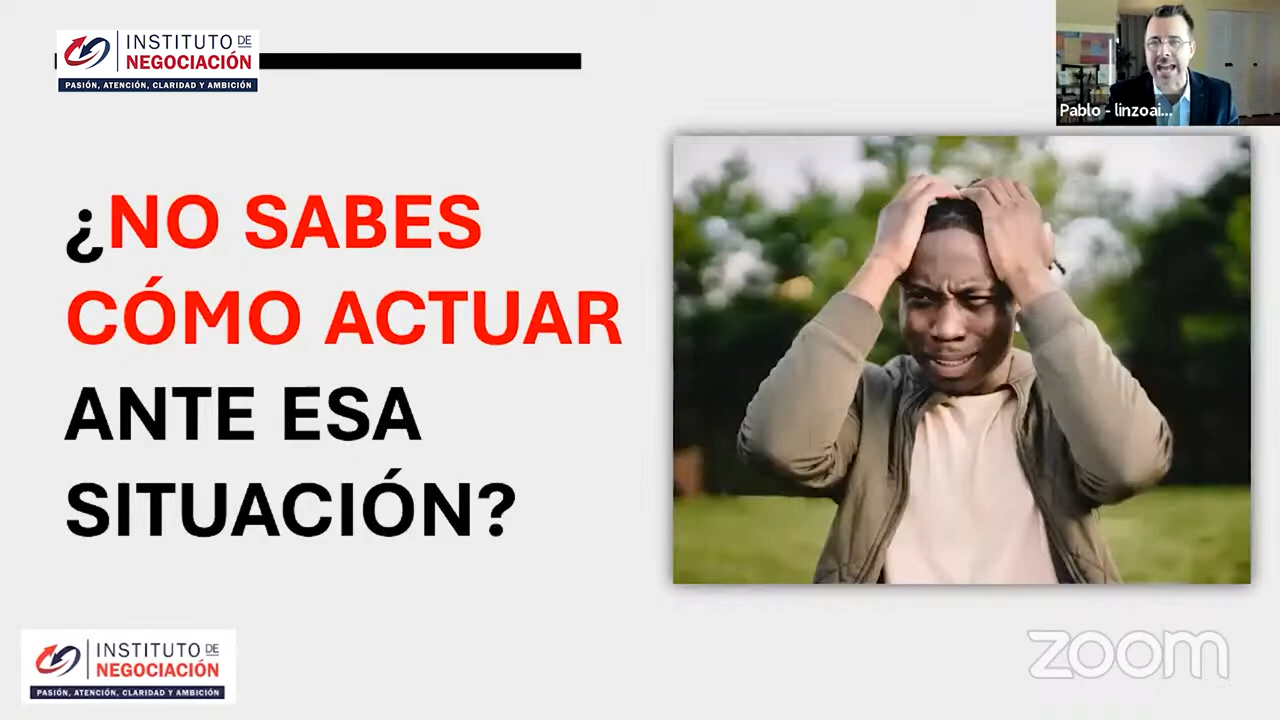 INSTITUTO DE
NEGOCIACIÓN
PASIÓN, ATENCIÓN, CLARIDAD Y AMBICIÓN
Pablo - linzoai...
¿NO SABES
CÓMO ACTUAR
ANTE ESA
SITUACIÓN?
INSTITUTO DE
NEGOCIACIÓN
PASIÓN, ATENCIÓN, CLARIDAD Y AMBICIÓN
zoom